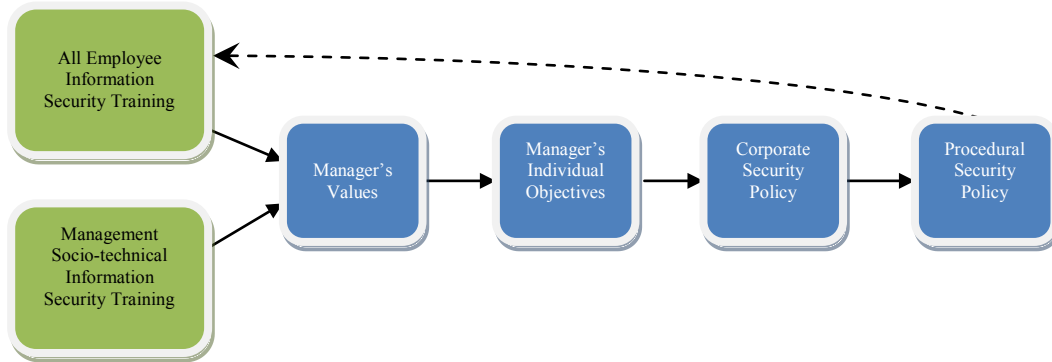 All Employee
Information
Security Training
Management
Socio-technical
Information
Security Training
Manager’s
Values
Manager’s
Individual
Objectives
Corporate
Security
Policy
Procedural
Security
Policy